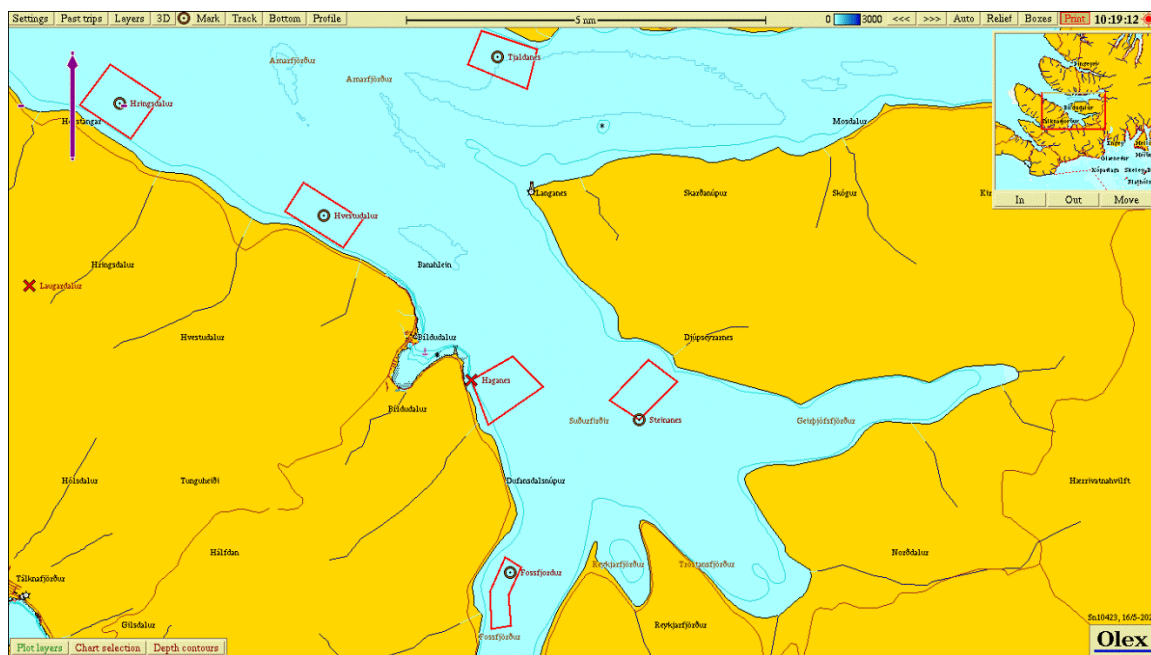 Settings Past trips Layers 3D Mark Track Bottom Profile 5 nm 0 3000 <<< >>> Auto Relief Boxes Print 10:19:12
Tjaldanes
Arnarfjörður
Arnarfjörður
Hringsdalur
Mosdalur
Langanes
Skarðanúpur
Skógur
In Out Move
Hvestudalur
Hringsdalur
Banahlein
Laugardalur
Hvestudalur
Bíldudalur
Djúpseyrarnes
Haganes
Bíldudalur
Suðurfirðir
Steinanes
Geirþjófsfjörður
Hólsdalur
Tunguheiði
Dufansdalsnúpur
Hærrivatnahvilft
Hálfdan
Norðdalur
Reykjarfjörður
Trostansfjörður
Fossfjordur
Tálknafjörður
Gilsdalur
Fossfjörður
Reykjarfjörður
Sn10423, 16/5-202
Plot layers Chart selection Depth contours
Olex